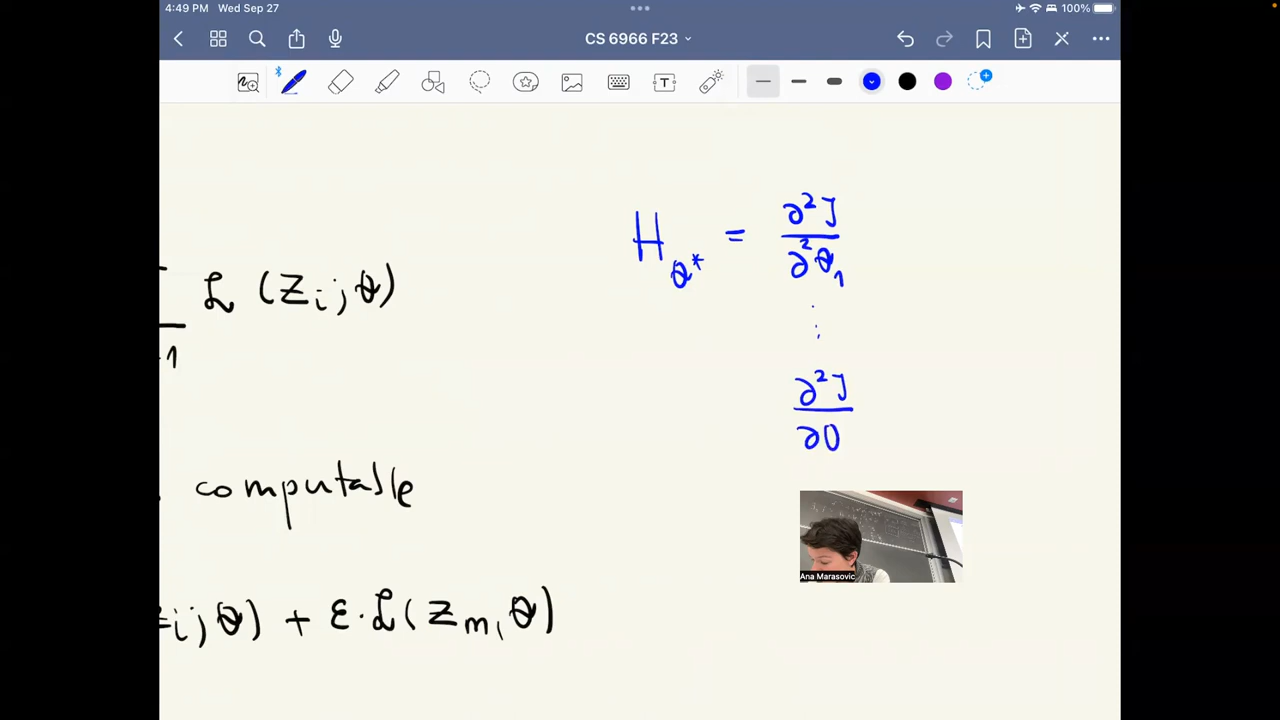 4:49 PM Wed Sep 27
100%
CS 6966 F23
T
H_θ* = ∂²J / ∂²θ₁
⋮
∂²J / ∂θ
1
ℒ (z_i; θ)
computable
z_i; θ) + ε·ℒ(z_m, θ)
Ana Marasovic